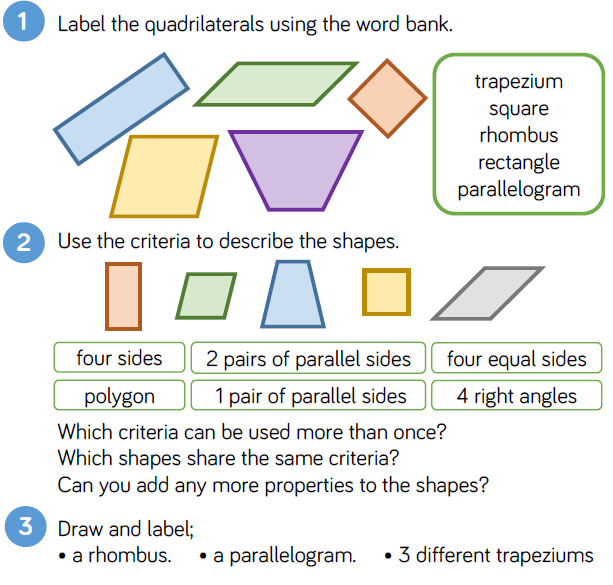 1 Label the quadrilaterals using the word bank.
trapezium
square
rhombus
rectangle
parallelogram
2 Use the criteria to describe the shapes.
four sides 2 pairs of parallel sides four equal sides
polygon 1 pair of parallel sides 4 right angles
Which criteria can be used more than once?
Which shapes share the same criteria?
Can you add any more properties to the shapes?
3 Draw and label;
• a rhombus. • a parallelogram. • 3 different trapeziums